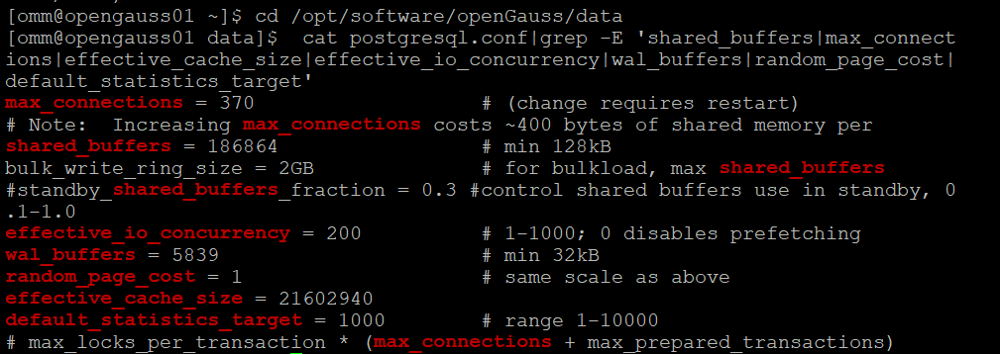 [omm@opengauss01 ~]$ cd /opt/software/openGauss/data
[omm@opengauss01 data]$  cat postgresql.conf|grep -E 'shared_buffers|max_connect
ions|effective_cache_size|effective_io_concurrency|wal_buffers|random_page_cost|
default_statistics_target'
max_connections = 370                   # (change requires restart)
# Note:  Increasing max_connections costs ~400 bytes of shared memory per
shared_buffers = 186864                 # min 128kB
bulk_write_ring_size = 2GB              # for bulkload, max shared_buffers
#standby_shared_buffers_fraction = 0.3 #control shared buffers use in standby, 0
.1-1.0
effective_io_concurrency = 200          # 1-1000; 0 disables prefetching
wal_buffers = 5839                      # min 32kB
random_page_cost = 1                    # same scale as above
effective_cache_size = 21602940
default_statistics_target = 1000        # range 1-10000
# max_locks_per_transaction * (max_connections + max_prepared_transactions)